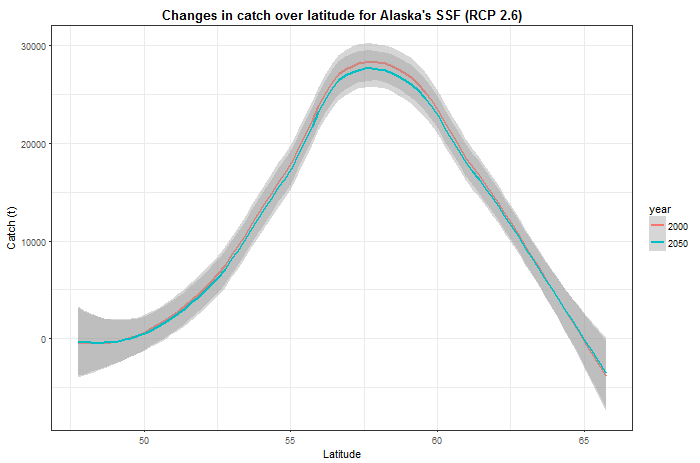 Changes in catch over latitude for Alaska's SSF (RCP 2.6)
30000
20000
10000
0
Catch (t)
50
55
60
65
Latitude
year
2000
2050